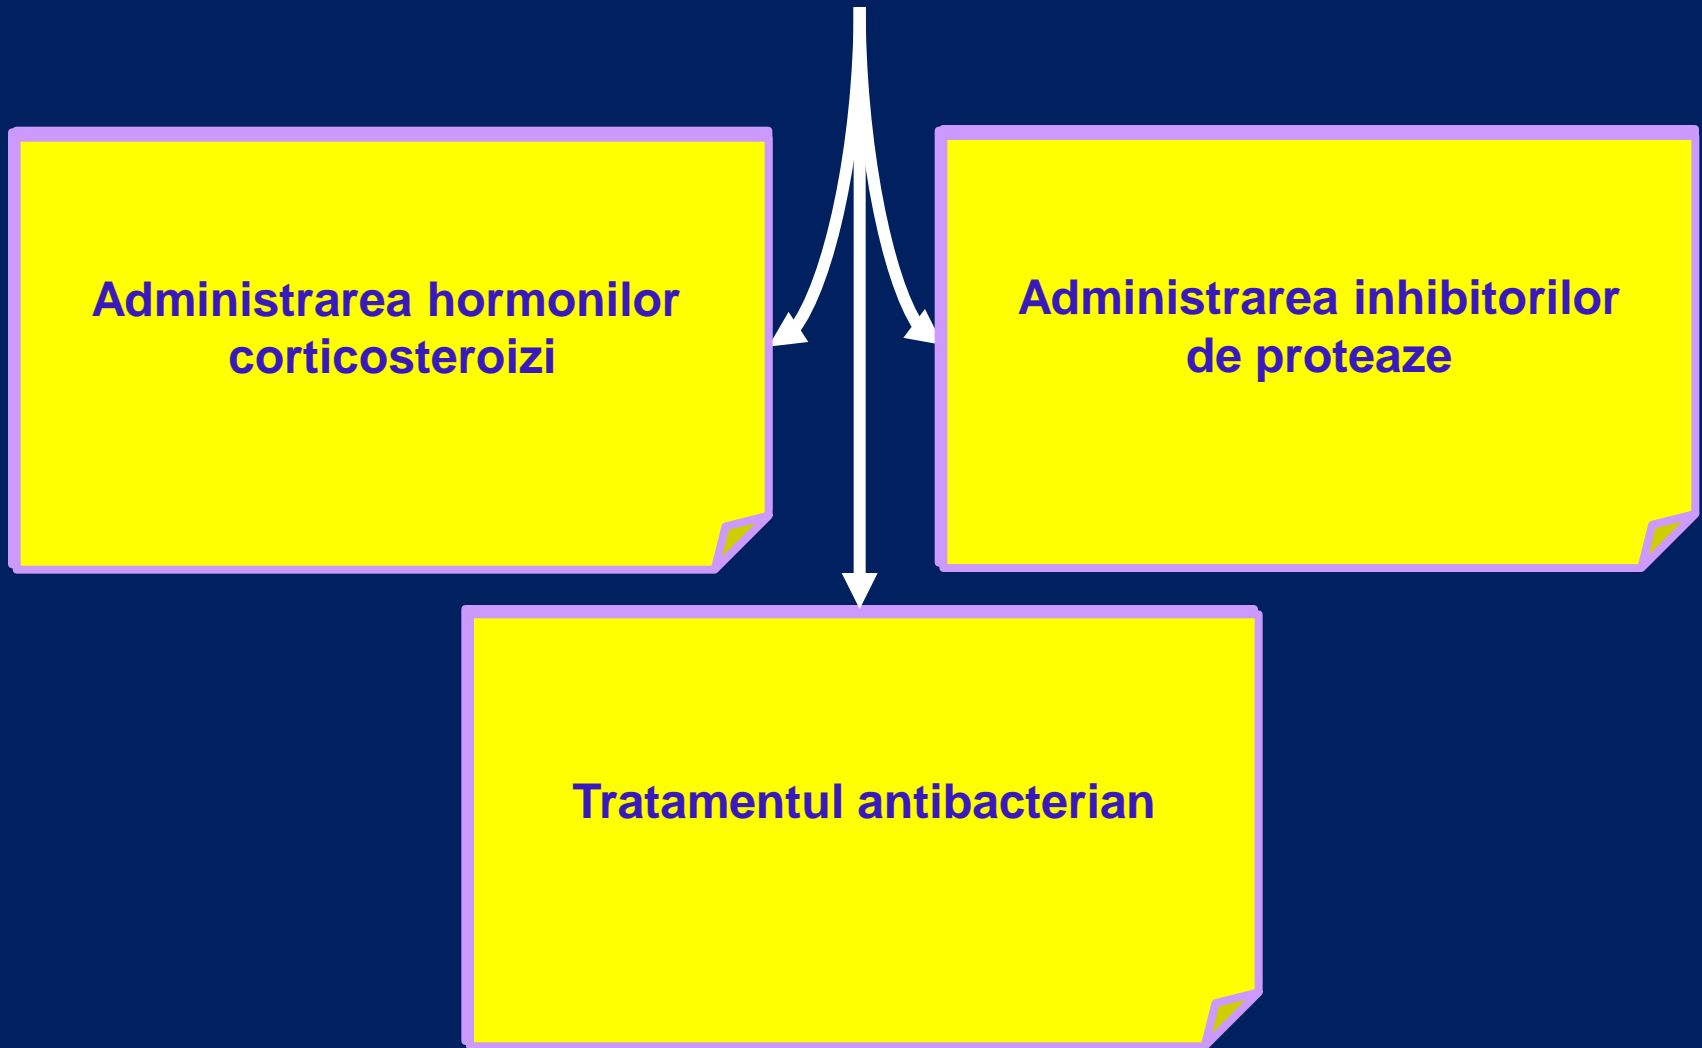 Administrarea hormonilor
corticosteroizi
Administrarea inhibitorilor
de proteaze
Tratamentul antibacterian